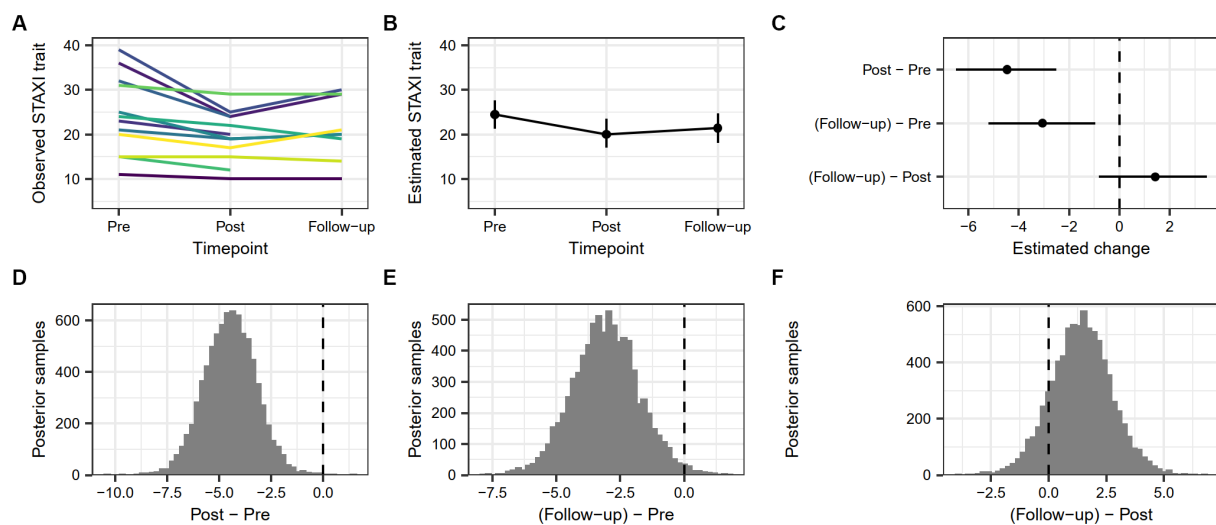 A
Observed STAXI trait
40
30
20
10
Pre
Post
Follow−up
Timepoint
B
Estimated STAXI trait
40
30
20
10
Pre
Post
Follow−up
Timepoint
C
Post − Pre
(Follow−up) − Pre
(Follow−up) − Post
−6
−4
−2
0
2
Estimated change
D
Posterior samples
600
400
200
0
−10.0
−7.5
−5.0
−2.5
0.0
Post − Pre
E
Posterior samples
500
400
300
200
100
0
−7.5
−5.0
−2.5
0.0
(Follow−up) − Pre
F
Posterior samples
600
400
200
0
−2.5
0.0
2.5
5.0
(Follow−up) − Post